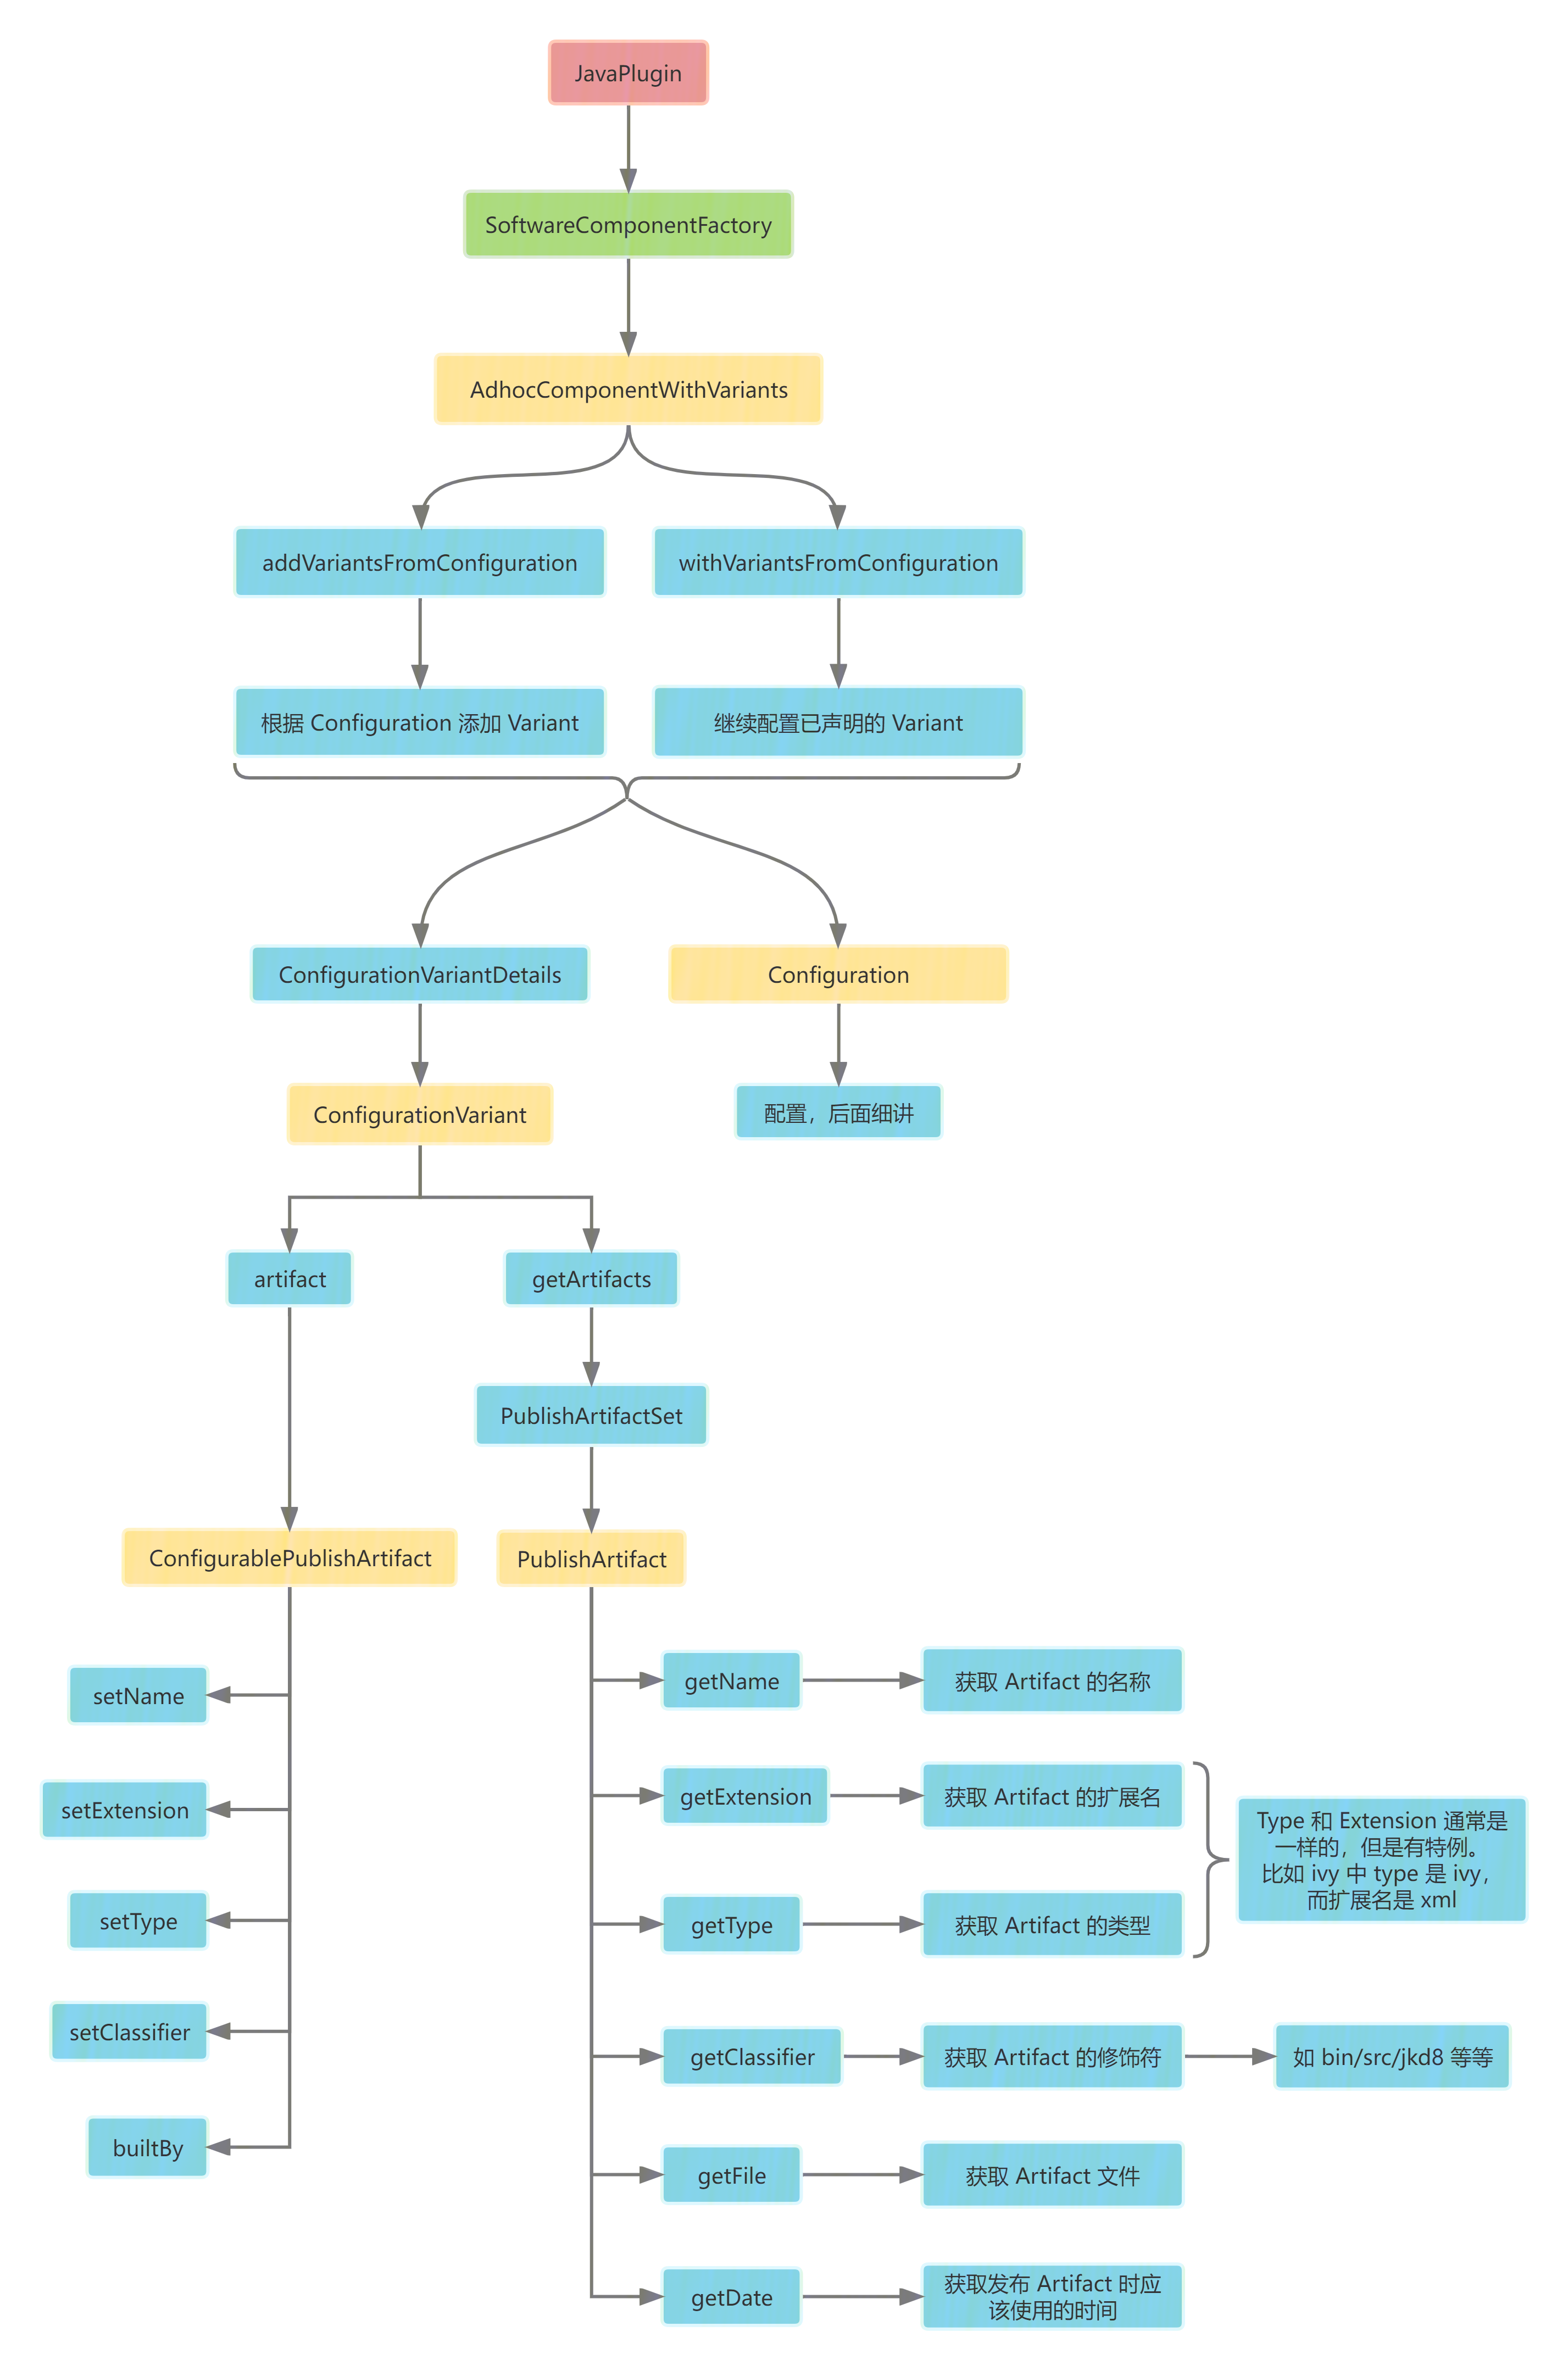 JavaPlugin
SoftwareComponentFactory
AdhocComponentWithVariants
addVariantsFromConfiguration
withVariantsFromConfiguration
根据 Configuration 添加 Variant
继续配置已声明的 Variant
ConfigurationVariantDetails
Configuration
ConfigurationVariant
配置，后面细讲
artifact
getArtifacts
PublishArtifactSet
ConfigurablePublishArtifact
PublishArtifact
setName
setExtension
setType
setClassifier
builtBy
getName
获取 Artifact 的名称
getExtension
获取 Artifact 的扩展名
getType
获取 Artifact 的类型
Type 和 Extension 通常是
一样的，但是有特例。
比如 ivy 中 type 是 ivy，
而扩展名是 xml
getClassifier
获取 Artifact 的修饰符
如 bin/src/jkd8 等等
getFile
获取 Artifact 文件
getDate
获取发布 Artifact 时应
该使用的时间